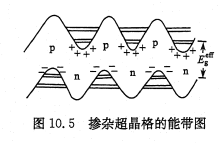 p p p
+ + + + + + + + + + + +
E_g^eff
n n n
图 10.5 掺杂超晶格的能带图